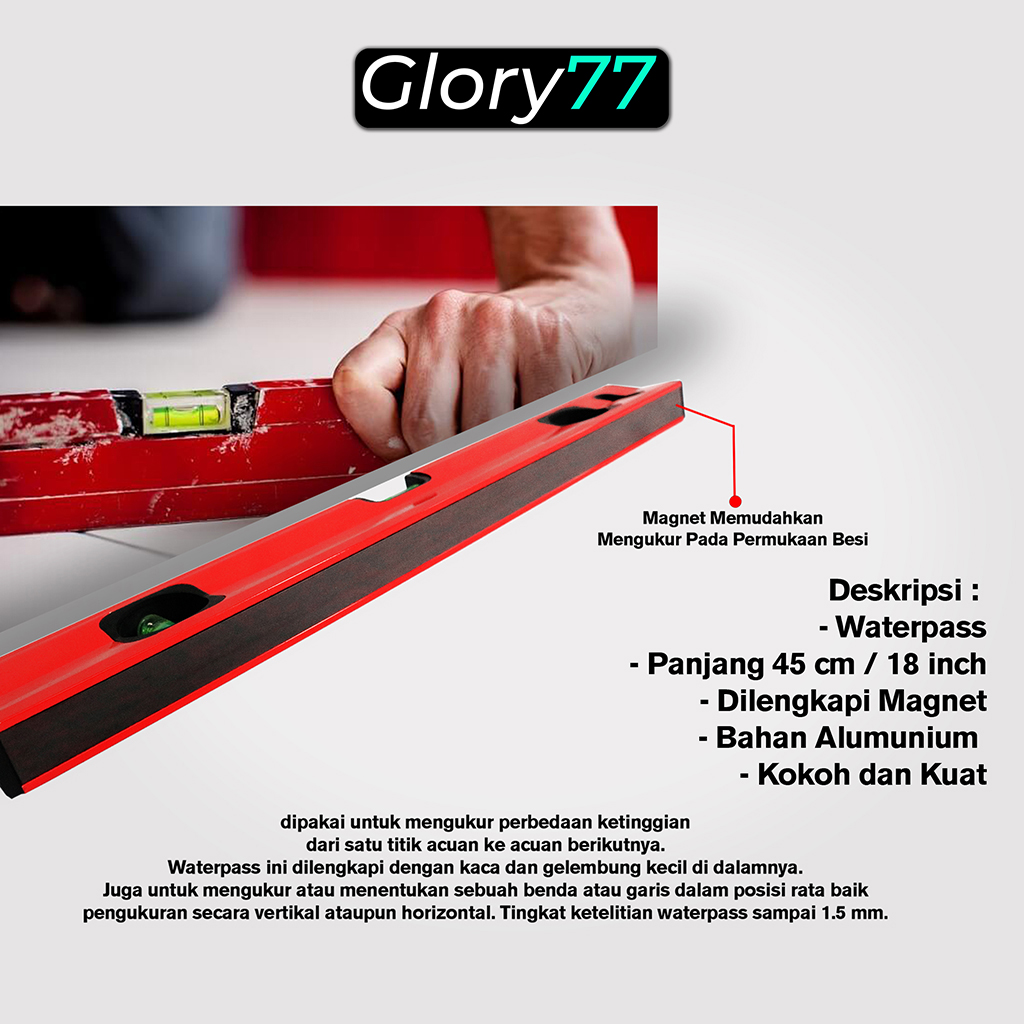 Glory77
Magnet Memudahkan
Mengukur Pada Permukaan Besi
Deskripsi :
- Waterpass
- Panjang 45 cm / 18 inch
- Dilengkapi Magnet
- Bahan Alumunium
- Kokoh dan Kuat
dipakai untuk mengukur perbedaan ketinggian
dari satu titik acuan ke acuan berikutnya.
Waterpass ini dilengkapi dengan kaca dan gelembung kecil di dalamnya.
Juga untuk mengukur atau menentukan sebuah benda atau garis dalam posisi rata baik
pengukuran secara vertikal ataupun horizontal. Tingkat ketelitian waterpass sampai 1.5 mm.